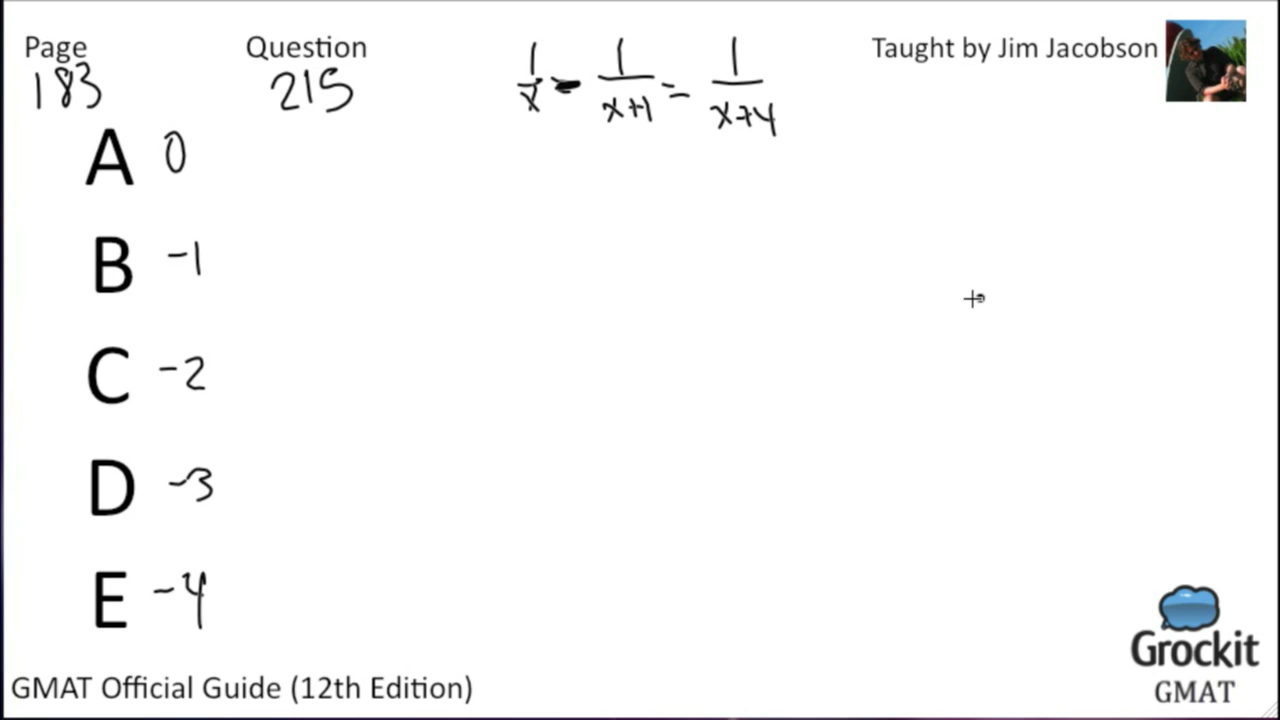 Page Question Taught by Jim Jacobson
183 215 1/x - 1/(x+1) = 1/(x+4)
A 0
B -1
C -2
D -3
E -4
Grockit
GMAT
GMAT Official Guide (12th Edition)